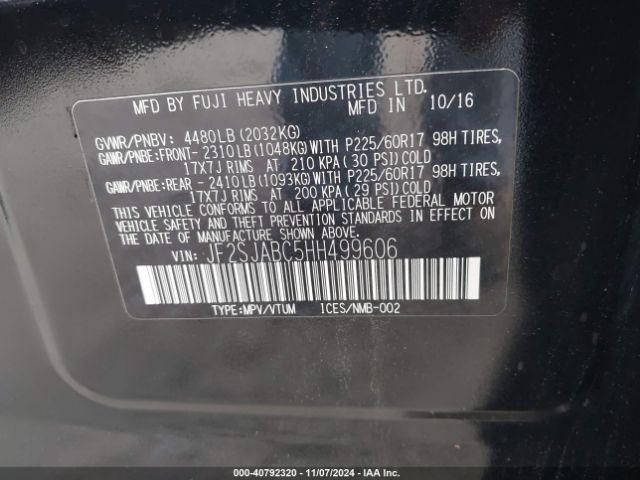 MFD BY FUJI HEAVY INDUSTRIES LTD.
MFD IN 10/16
GVWR/PNBV: 4480LB(2032KG)
GAWR/PNBE:FRONT- 2310LB(1048KG)WITH P225/60R17 98H TIRES,
17X7J RIMS AT 210 KPA(30 PSI)COLD
GAWR/PNBE:REAR - 2410LB(1093KG)WITH P225/60R17 98H TIRES,
17X7J RIMS AT 200 KPA(29 PSI)COLD
THIS VEHICLE CONFORMS TO ALL APPLICABLE FEDERAL MOTOR
VEHICLE SAFETY AND THEFT PREVENTION STANDARDS IN EFFECT ON
THE DATE OF MANUFACTURE SHOWN ABOVE.
VIN: JF2SJABC5HH499606
TYPE:MPV/VTUM ICES/NMB-002
000-40792320 - 11/07/2024 - IAAI.COM